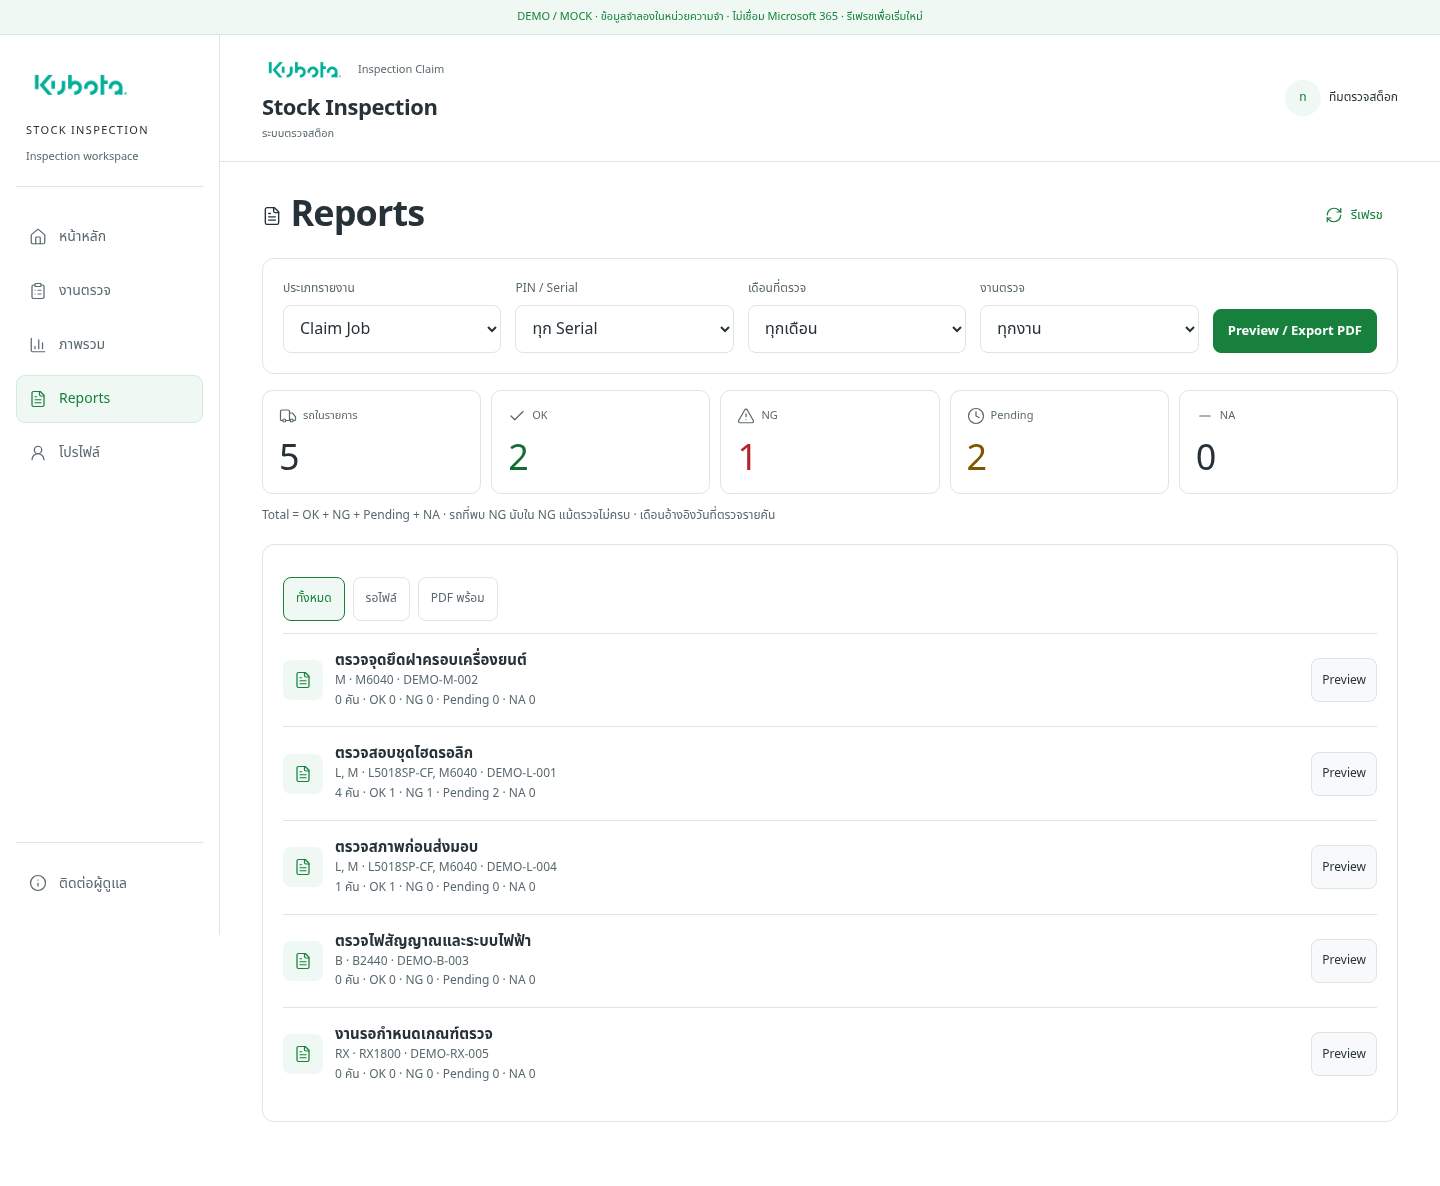 DEMO / MOCK · ข้อมูลจำลองในหน่วยความจำ · ไม่เชื่อม Microsoft 365 · รีเฟรชเพื่อเริ่มใหม่
Kubota.
STOCK INSPECTION
Inspection workspace
หน้าหลัก
งานตรวจ
ภาพรวม
Reports
โปรไฟล์
ติดต่อผู้ดูแล
Kubota. Inspection Claim
Stock Inspection
ระบบตรวจสต็อก
ท ทีมตรวจสต็อก
Reports
รีเฟรช
ประเภทรายงาน PIN / Serial เดือนที่ตรวจ งานตรวจ
Claim Job ทุก Serial ทุกเดือน ทุกงาน Preview / Export PDF
รถในรายการ OK NG Pending NA
5 2 1 2 0
Total = OK + NG + Pending + NA · รถที่พบ NG นับใน NG แม้ตรวจไม่ครบ · เดือนอ้างอิงวันที่ตรวจรายคัน
ทั้งหมด รอไฟล์ PDF พร้อม
ตรวจจุดยึดฝาครอบเครื่องยนต์
M · M6040 · DEMO-M-002
0 คัน · OK 0 · NG 0 · Pending 0 · NA 0
Preview
ตรวจสอบชุดไฮดรอลิก
L, M · L5018SP-CF, M6040 · DEMO-L-001
4 คัน · OK 1 · NG 1 · Pending 2 · NA 0
Preview
ตรวจสภาพก่อนส่งมอบ
L, M · L5018SP-CF, M6040 · DEMO-L-004
1 คัน · OK 1 · NG 0 · Pending 0 · NA 0
Preview
ตรวจไฟสัญญาณและระบบไฟฟ้า
B · B2440 · DEMO-B-003
0 คัน · OK 0 · NG 0 · Pending 0 · NA 0
Preview
งานรอกำหนดเกณฑ์ตรวจ
RX · RX1800 · DEMO-RX-005
0 คัน · OK 0 · NG 0 · Pending 0 · NA 0
Preview